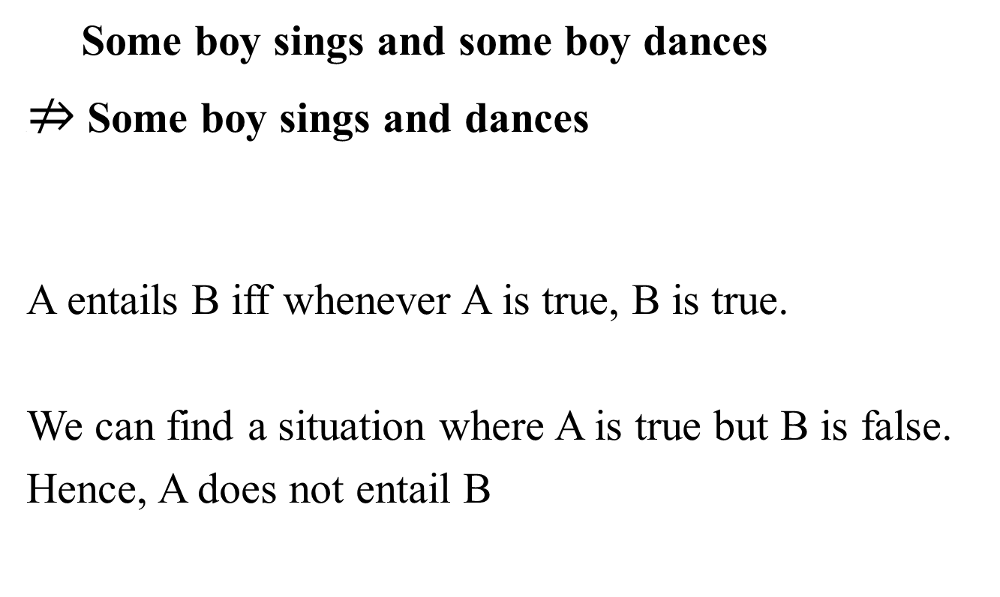 Some boy sings and some boy dances
⇏ Some boy sings and dances
A entails B iff whenever A is true, B is true.
We can find a situation where A is true but B is false.
Hence, A does not entail B